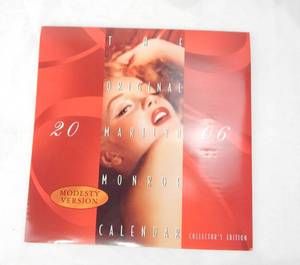 THE
ORIGINAL
20 MARILYN 06
MONROE
MODESTY
VERSION
CALENDAR COLLECTOR'S EDITION